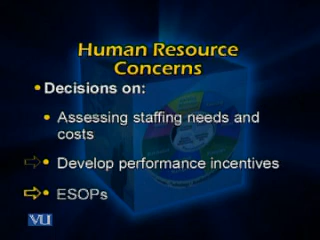 Human Resource
Concerns
• Decisions on:
• Assessing staffing needs and
costs
• Develop performance incentives
• ESOPs
VU